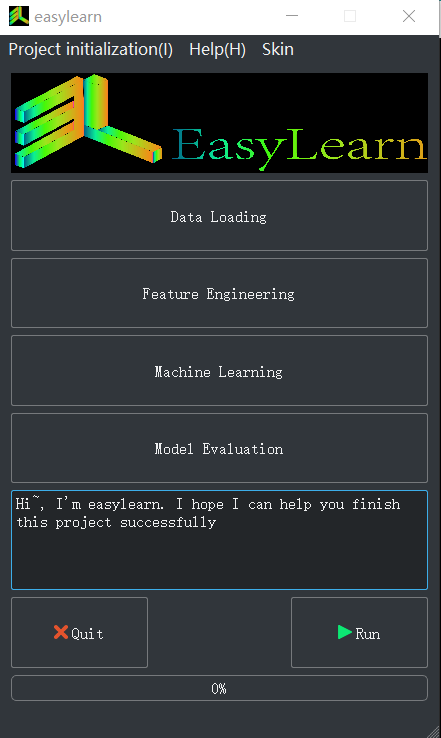 easylearn
Project initialization(I) Help(H) Skin
EasyLearn
Data Loading
Feature Engineering
Machine Learning
Model Evaluation
Hi~, I'm easylearn. I hope I can help you finish
this project successfully
Quit Run
0%